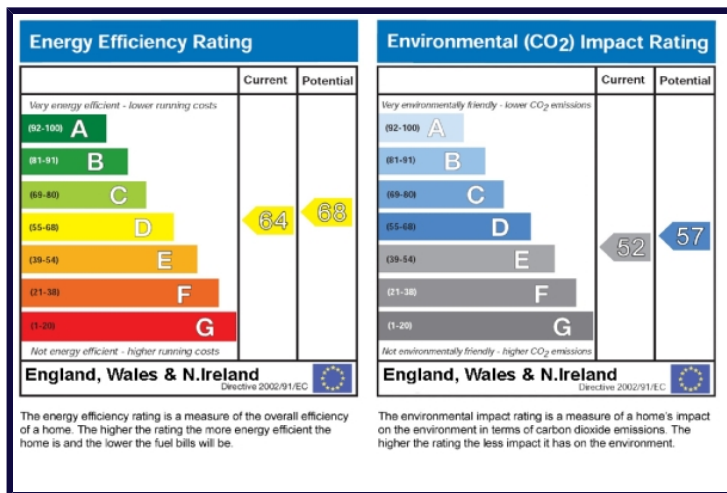 Energy Efficiency Rating
Current Potential
Very energy efficient - lower running costs
(92-100) A
(81-91) B
(69-80) C
(55-68) D
(39-54) E
(21-38) F
(1-20) G
64
68
Not energy efficient - higher running costs
England, Wales & N.Ireland
Directive 2002/91/EC
The energy efficiency rating is a measure of the overall efficiency
of a home. The higher the rating the more energy efficient the
home is and the lower the fuel bills will be.
Environmental (CO2) Impact Rating
Current Potential
Very environmentally friendly - lower CO2 emissions
(92-100) A
(81-91) B
(69-80) C
(55-68) D
(39-54) E
(21-38) F
(1-20) G
52
57
Not environmentally friendly - higher CO2 emissions
England, Wales & N.Ireland
Directive 2002/91/EC
The environmental impact rating is a measure of a home's impact
on the environment in terms of carbon dioxide emissions. The
higher the rating the less impact it has on the environment.